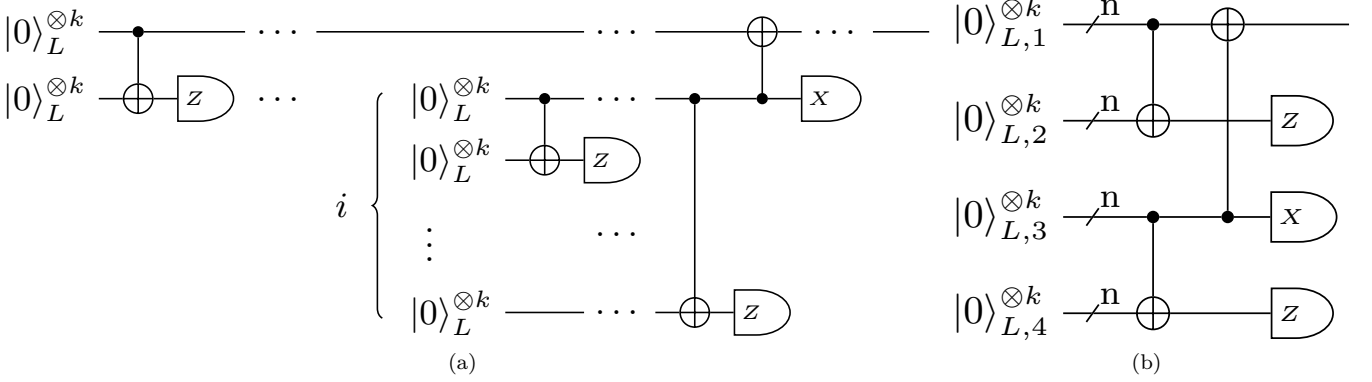 |0⟩_L^{⊗k} ··· ··· ···
|0⟩_L^{⊗k} Z ···
|0⟩_L^{⊗k} ··· X
|0⟩_L^{⊗k} Z
i ⋮ ···
|0⟩_L^{⊗k} ··· Z
(a)
|0⟩_{L,1}^{⊗k} n
|0⟩_{L,2}^{⊗k} n Z
|0⟩_{L,3}^{⊗k} n X
|0⟩_{L,4}^{⊗k} n Z
(b)